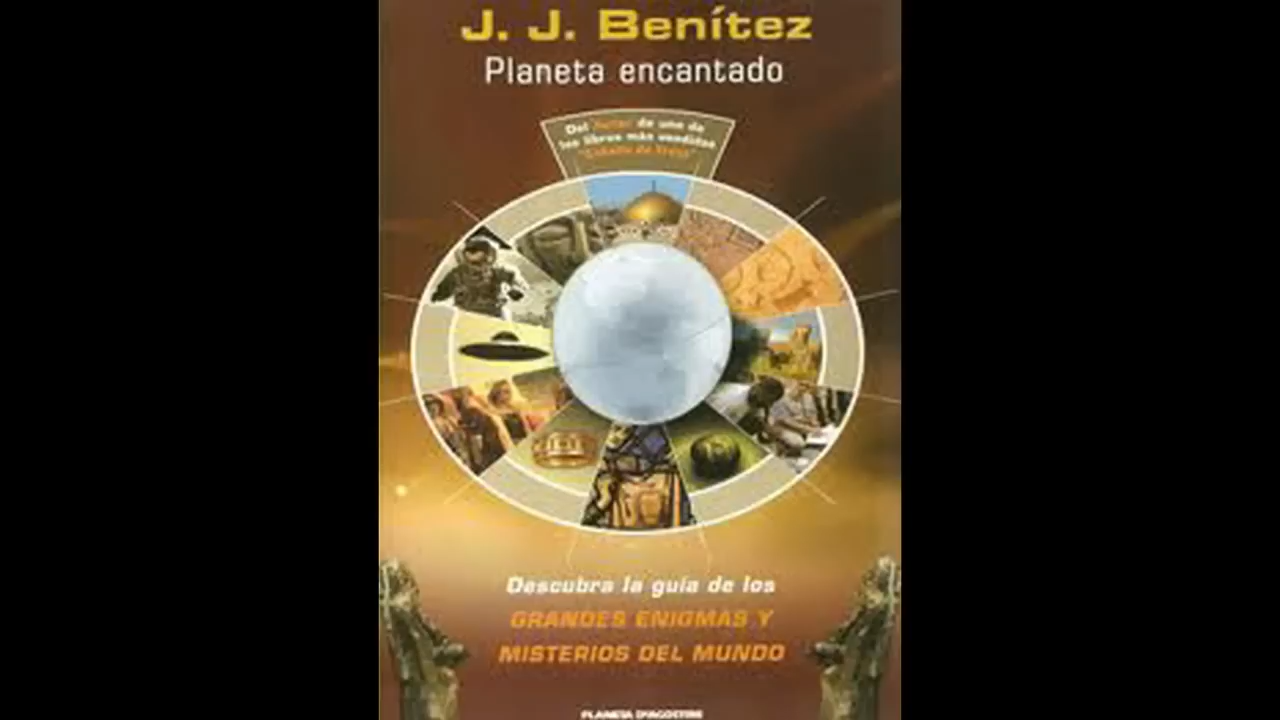 J. J. Benítez
Planeta encantado
Del Autor de uno de
los libros más vendidos
"Caballo de Troya"
Descubra la guía de los
GRANDES ENIGMAS Y
MISTERIOS DEL MUNDO
PLANETA DEAGOSTINI